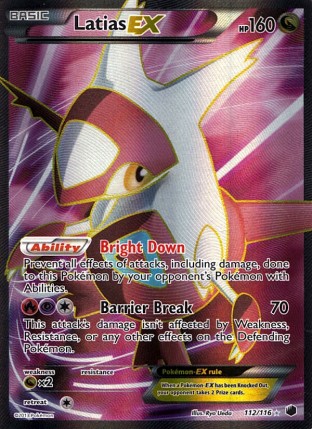 BASIC Latias EX HP160
Ability Bright Down
Prevent all effects of attacks, including damage, done
to this Pokémon by your opponent's Pokémon with
Abilities.
Barrier Break 70
This attack's damage isn't affected by Weakness,
Resistance, or any other effects on the Defending
Pokémon.
weakness resistance
×2
retreat
Pokémon-EX rule
When a Pokémon-EX has been Knocked Out,
your opponent takes 2 Prize cards.
©2013 Pokémon Illus. Ryo Ueda 112/116